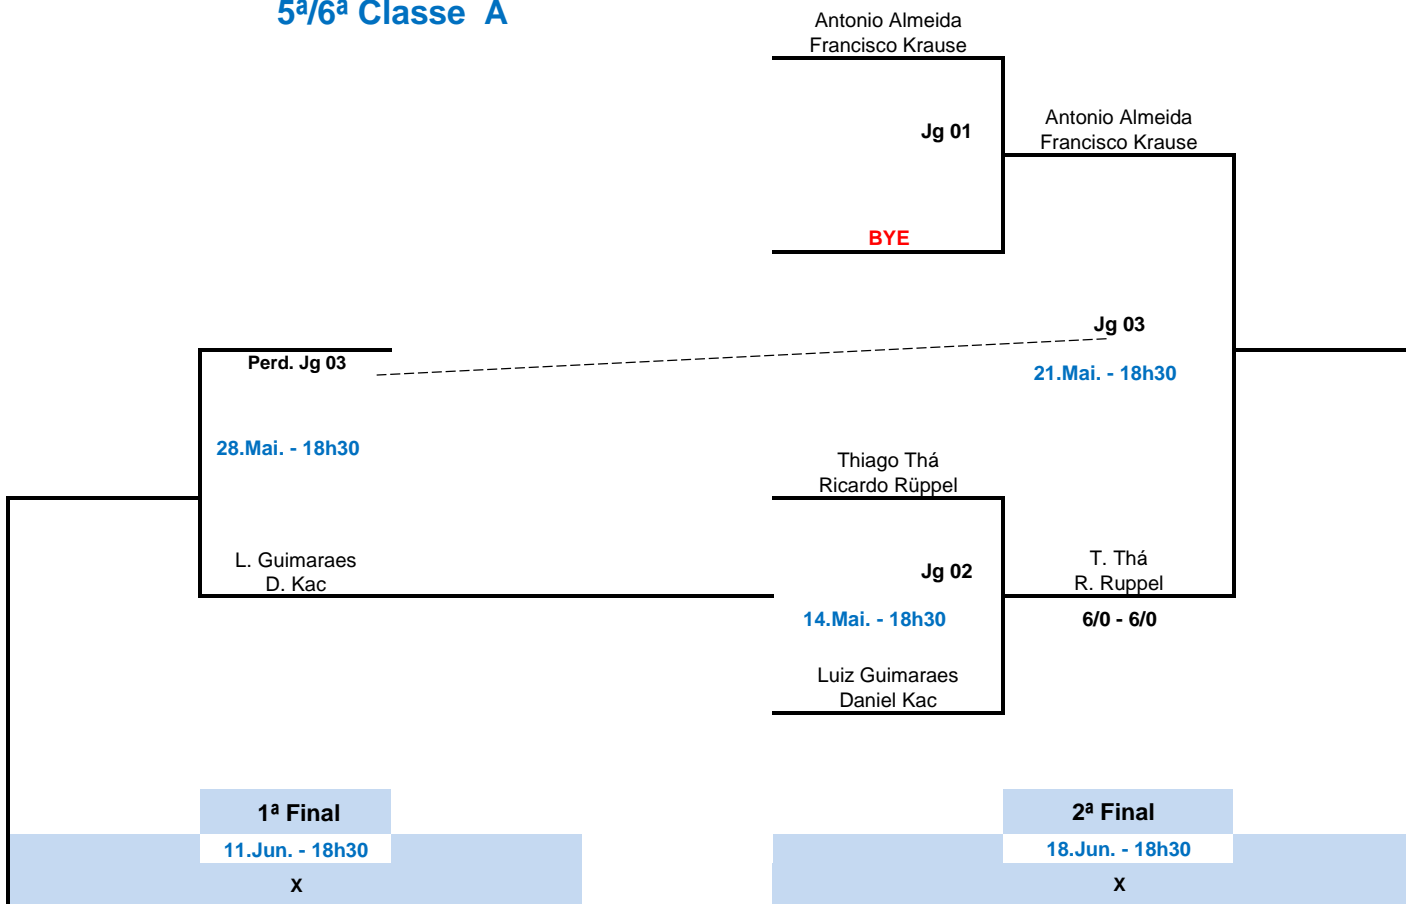 5ª/6ª Classe  A
Antonio Almeida
Francisco Krause
Jg 01
Antonio Almeida
Francisco Krause
BYE
Jg 03
Perd. Jg 03
21.Mai. - 18h30
28.Mai. - 18h30
Thiago Thá
Ricardo Rüppel
L. Guimaraes
D. Kac
Jg 02
T. Thá
R. Ruppel
14.Mai. - 18h30
6/0 - 6/0
Luiz Guimaraes
Daniel Kac
1ª Final
2ª Final
11.Jun. - 18h30
18.Jun. - 18h30
X
X